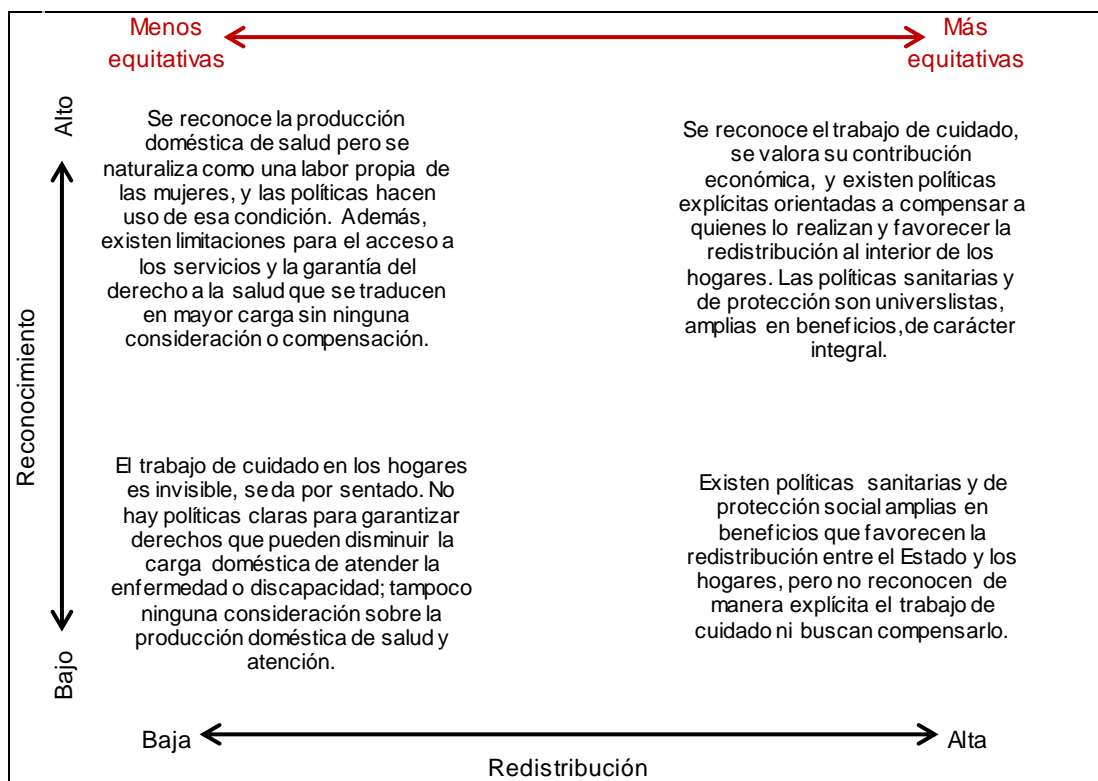 Menos
equitativas
Más
equitativas
Alto
Reconocimiento
Bajo
Se reconoce la producción
doméstica de salud pero se
naturaliza como una labor propia de
las mujeres, y las políticas hacen
uso de esa condición. Además,
existen limitaciones para el acceso a
los servicios y la garantía del
derecho a la salud que se traducen
en mayor carga sin ninguna
consideración o compensación.
Se reconoce el trabajo de cuidado,
se valora su contribución
económica, y existen políticas
explícitas orientadas a compensar a
quienes lo realizan y favorecer la
redistribución al interior de los
hogares. Las políticas sanitarias y
de protección son universlistas,
amplias en beneficios, de carácter
integral.
El trabajo de cuidado en los hogares
es invisible, se da por sentado. No
hay políticas claras para garantizar
derechos que pueden disminuir la
carga doméstica de atender la
enfermedad o discapacidad; tampoco
ninguna consideración sobre la
producción doméstica de salud y
atención.
Existen políticas sanitarias y de
protección social amplias en
beneficios que favorecen la
redistribución entre el Estado y los
hogares, pero no reconocen de
manera explícita el trabajo de
cuidado ni buscan compensarlo.
Baja
Alta
Redistribución